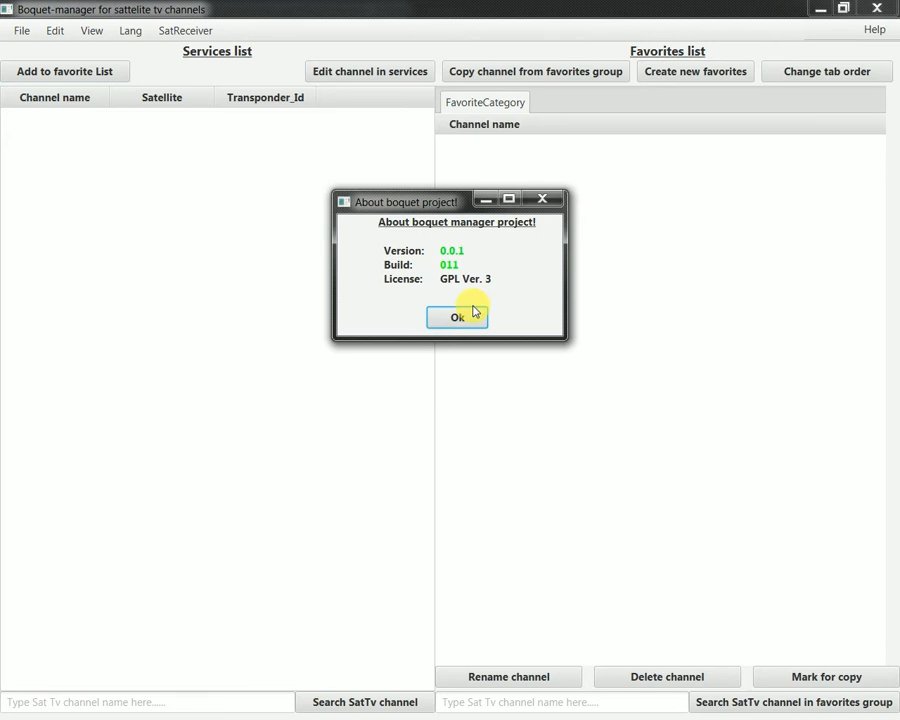 Boquet-manager for sattelite tv channels
File Edit View Lang SatReceiver Help
Services list
Favorites list
Add to favorite List
Edit channel in services
Copy channel from favorites group
Create new favorites
Change tab order
Channel name Satellite Transponder_Id
FavoriteCategory
Channel name
About boquet project!
About boquet manager project!
Version: 0.0.1
Build: 011
License: GPL Ver. 3
Ok
Rename channel
Delete channel
Mark for copy
Type Sat Tv channel name here......
Search SatTv channel
Type Sat Tv channel name here.....
Search SatTv channel in favorites group